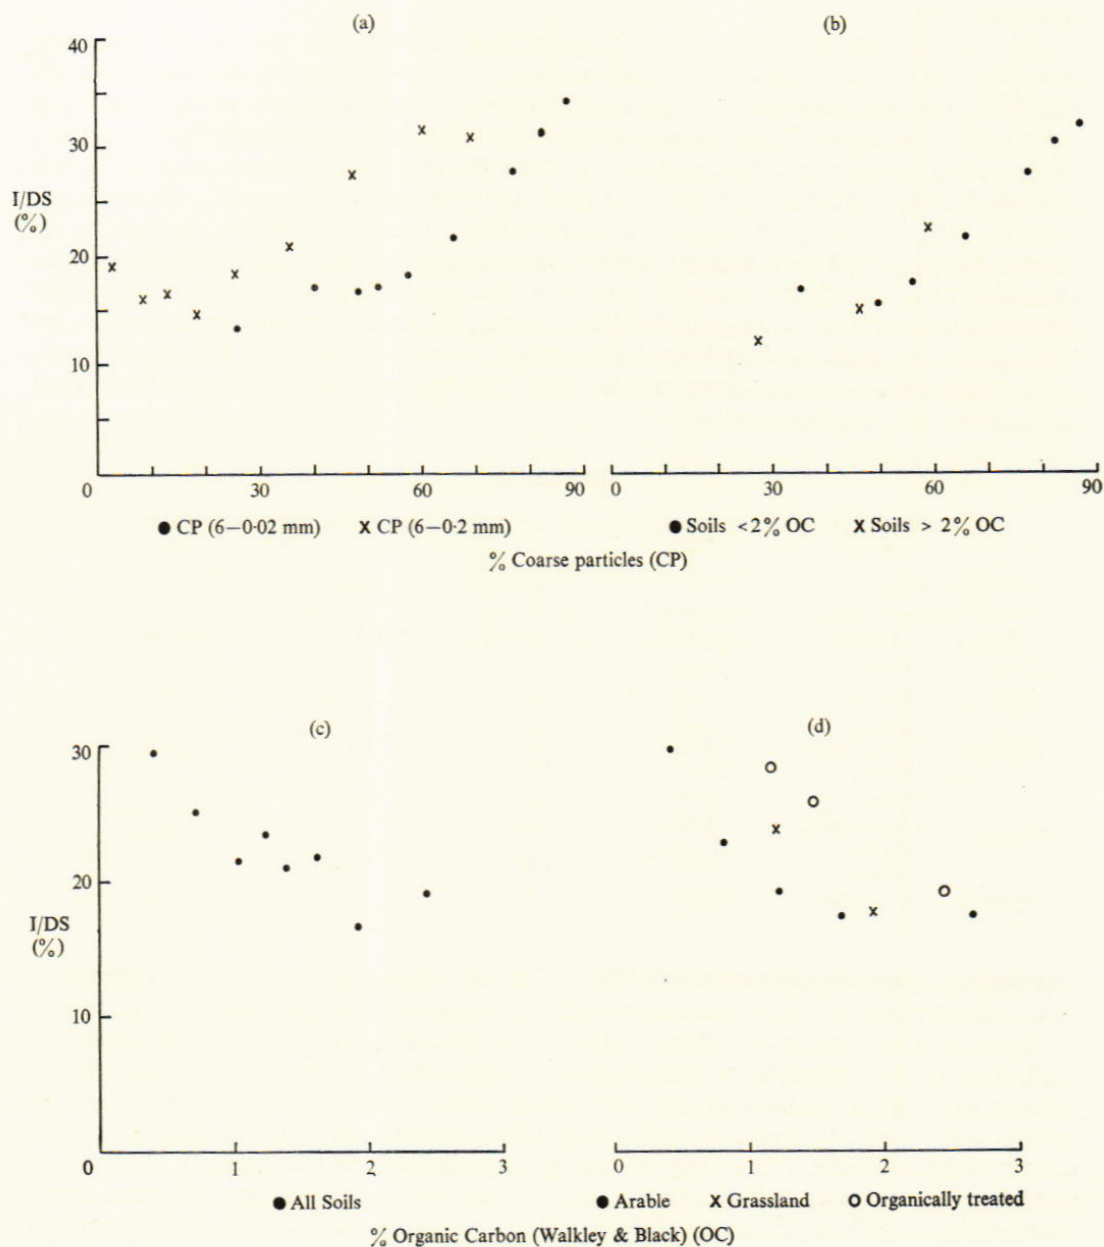 (a) (b)
40
30
I/DS
(%)
20
10
0 30 60 90 0 30 60 90
● CP (6–0·02 mm) x CP (6–0·2 mm) ● Soils <2% OC x Soils > 2% OC
% Coarse particles (CP)
(c) (d)
30
20
I/DS
(%)
10
0 1 2 3 0 1 2 3
● All Soils ● Arable x Grassland o Organically treated
% Organic Carbon (Walkley & Black) (OC)